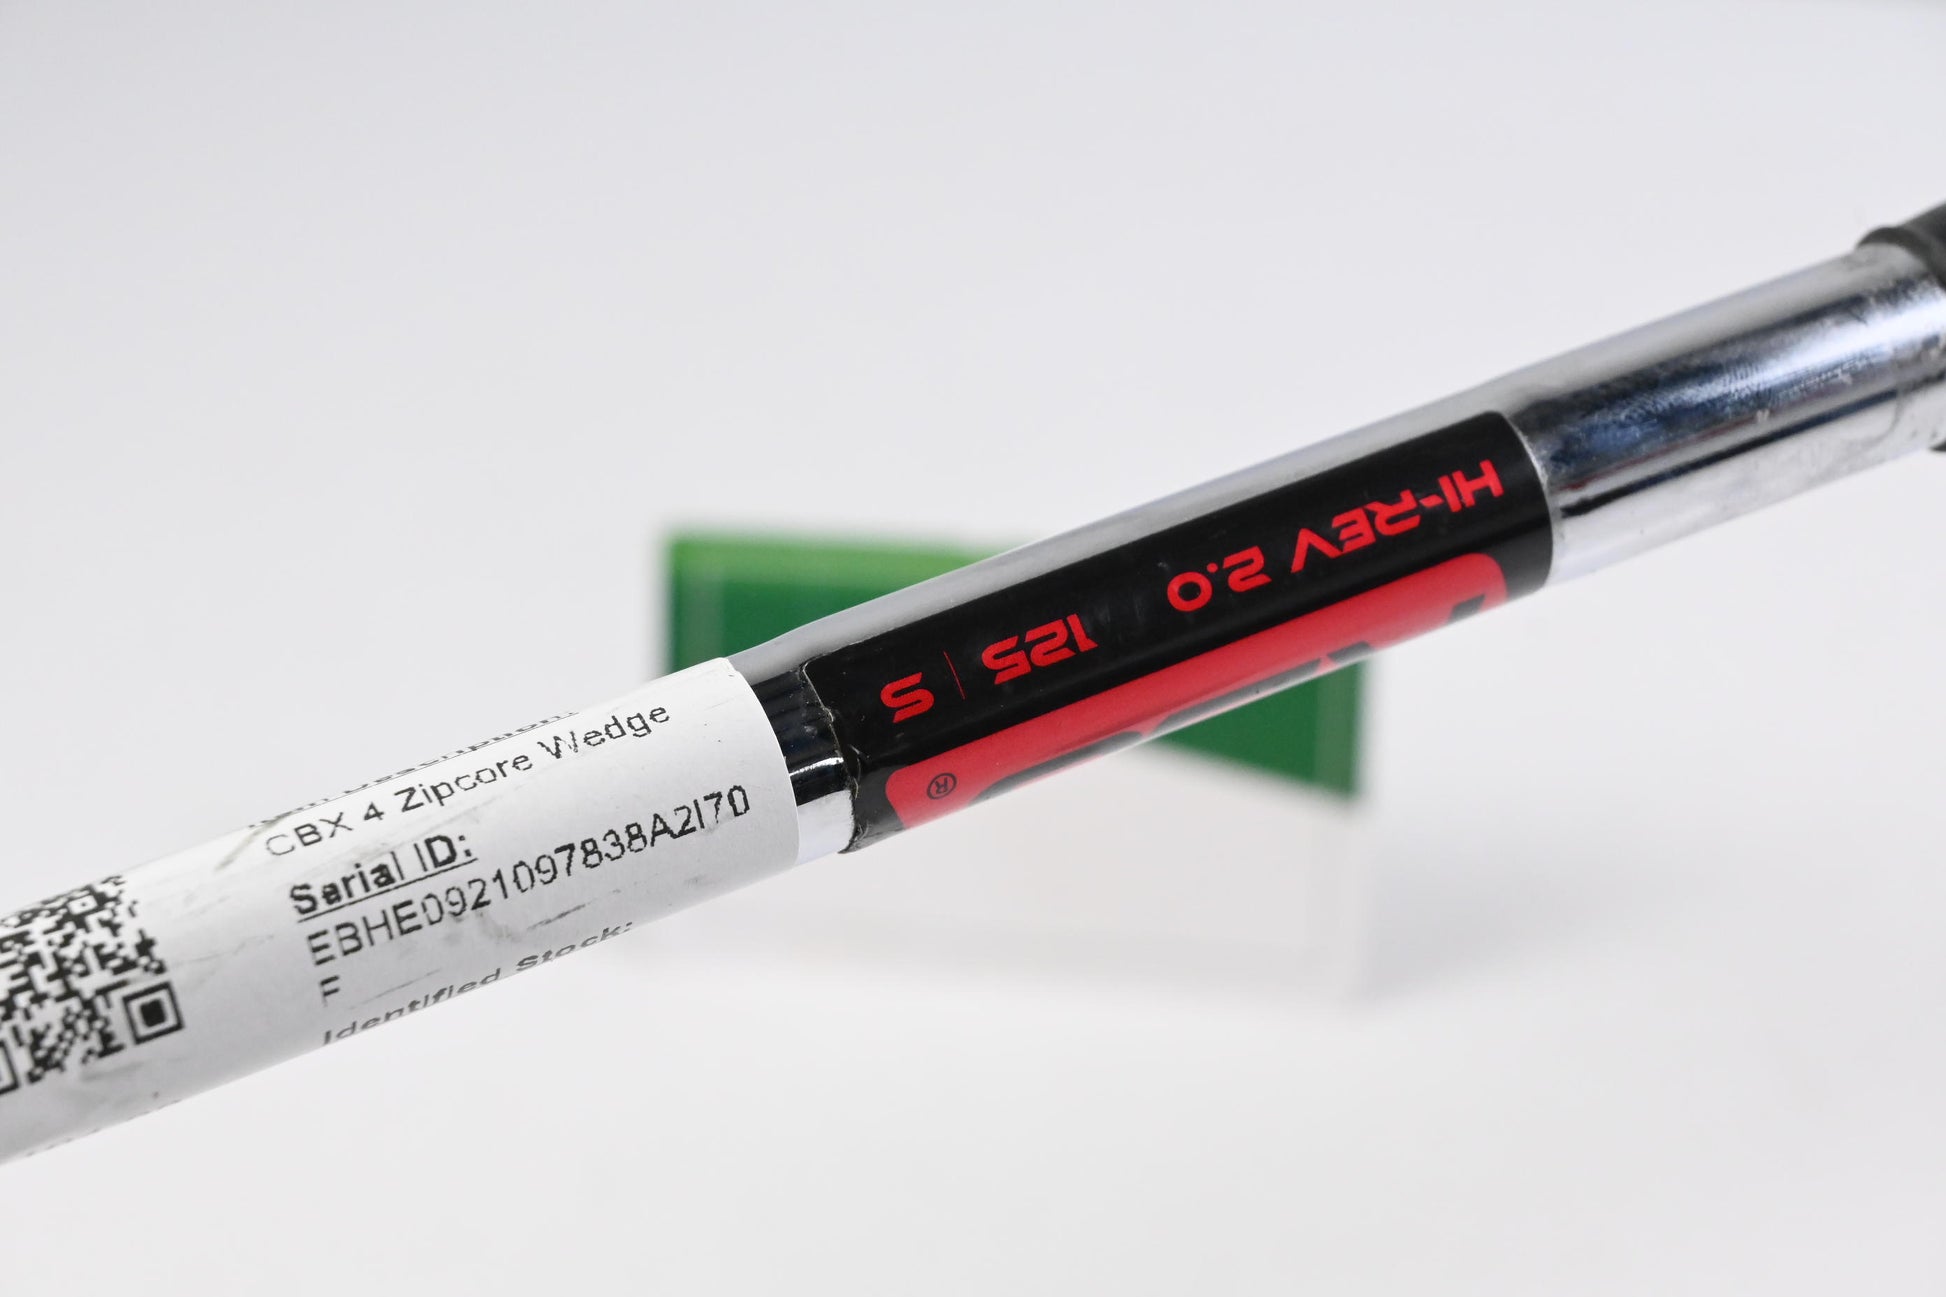 CBX 4 Zipcore Wedge
Serial ID:
EBHE0921097838A2I70
F
Identified Stock:
HI-REV 2.0
125 | S
®